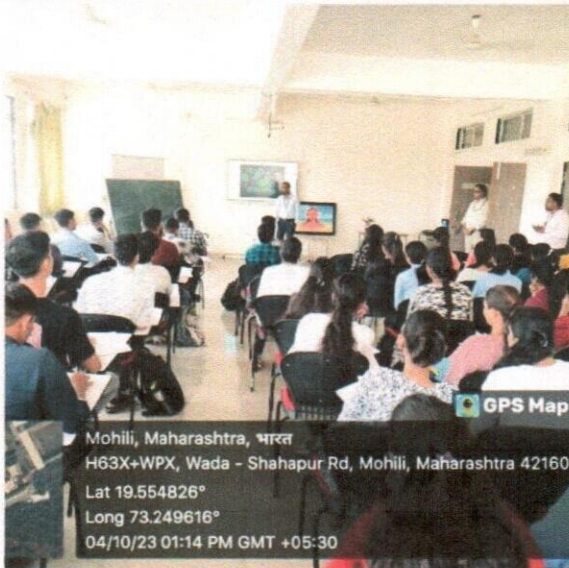 GPS Map
Mohili, Maharashtra, भारत
H63X+WPX, Wada - Shahapur Rd, Mohili, Maharashtra 42160
Lat 19.554826°
Long 73.249616°
04/10/23 01:14 PM GMT +05:30